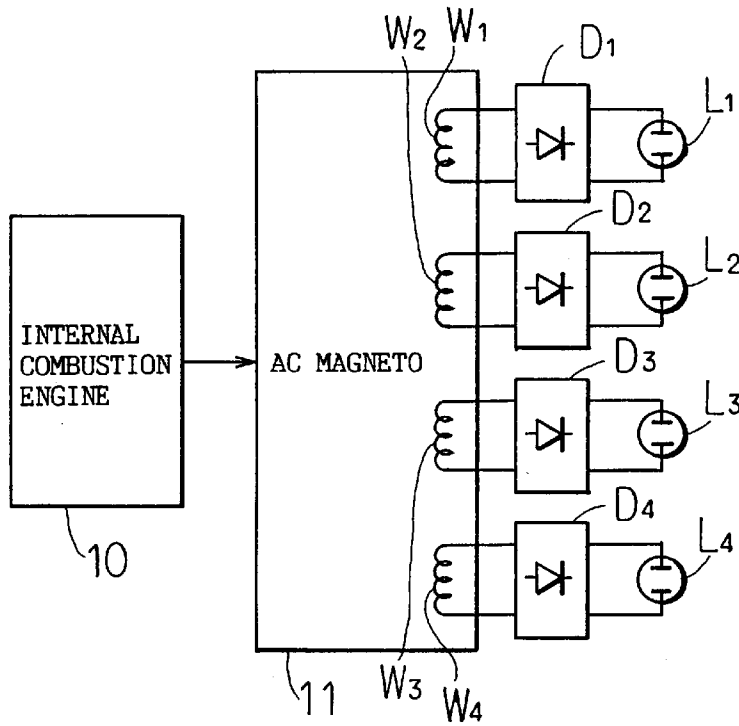 W2 W1 D1
L1
D2
L2
INTERNAL
COMBUSTION
ENGINE
AC MAGNETO
D3
L3
D4
L4
10
11
W3 W4